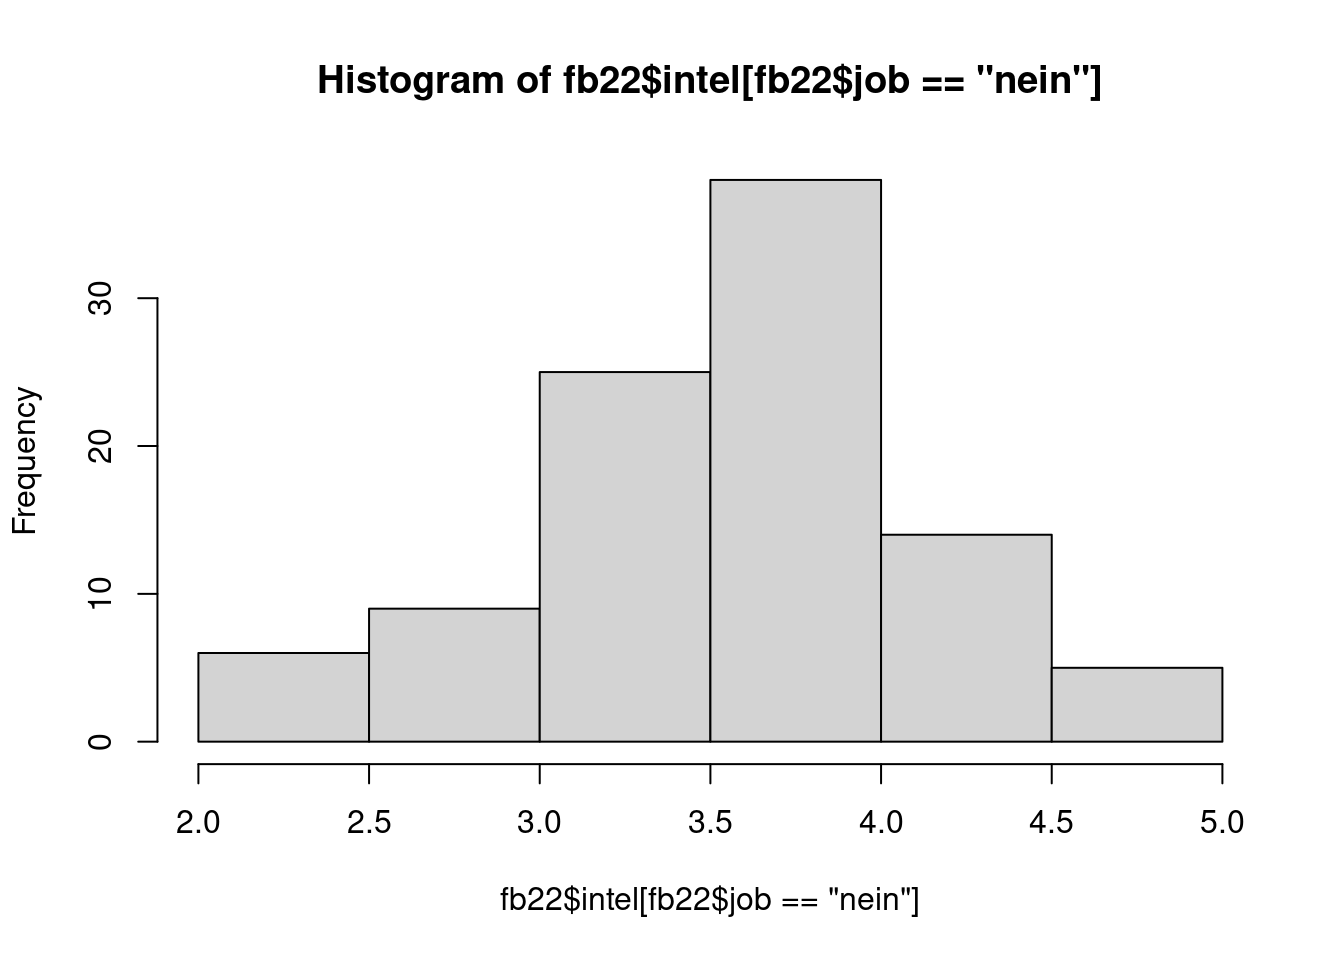 Histogram of fb22$intel[fb22$job == "nein"]
Frequency
30
20
10
0
2.0 2.5 3.0 3.5 4.0 4.5 5.0
fb22$intel[fb22$job == "nein"]